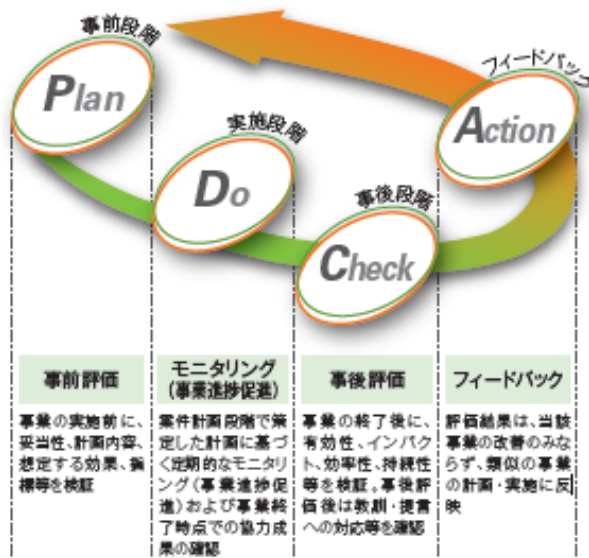 事前段階
Plan
実施段階
Do
事後段階
Check
フィードバック
Action
事前評価
事業の実施前に、
妥当性、計画内容、
想定する効果、指
標等を検証
モニタリング
（事業進捗促進）
案件計画段階で策
定した計画に基づ
く定期的なモニタリ
ング（事業進捗促
進）および事業終
了時点での協力成
果の確認
事後評価
事業の終了後に、
有効性、インパク
ト、効率性、持続性
等を検証。事後評
価後は教訓・提言
への対応等を確認
フィードバック
評価結果は、当該
事業の改善のみな
らず、類似の事業
の計画・実施に反
映